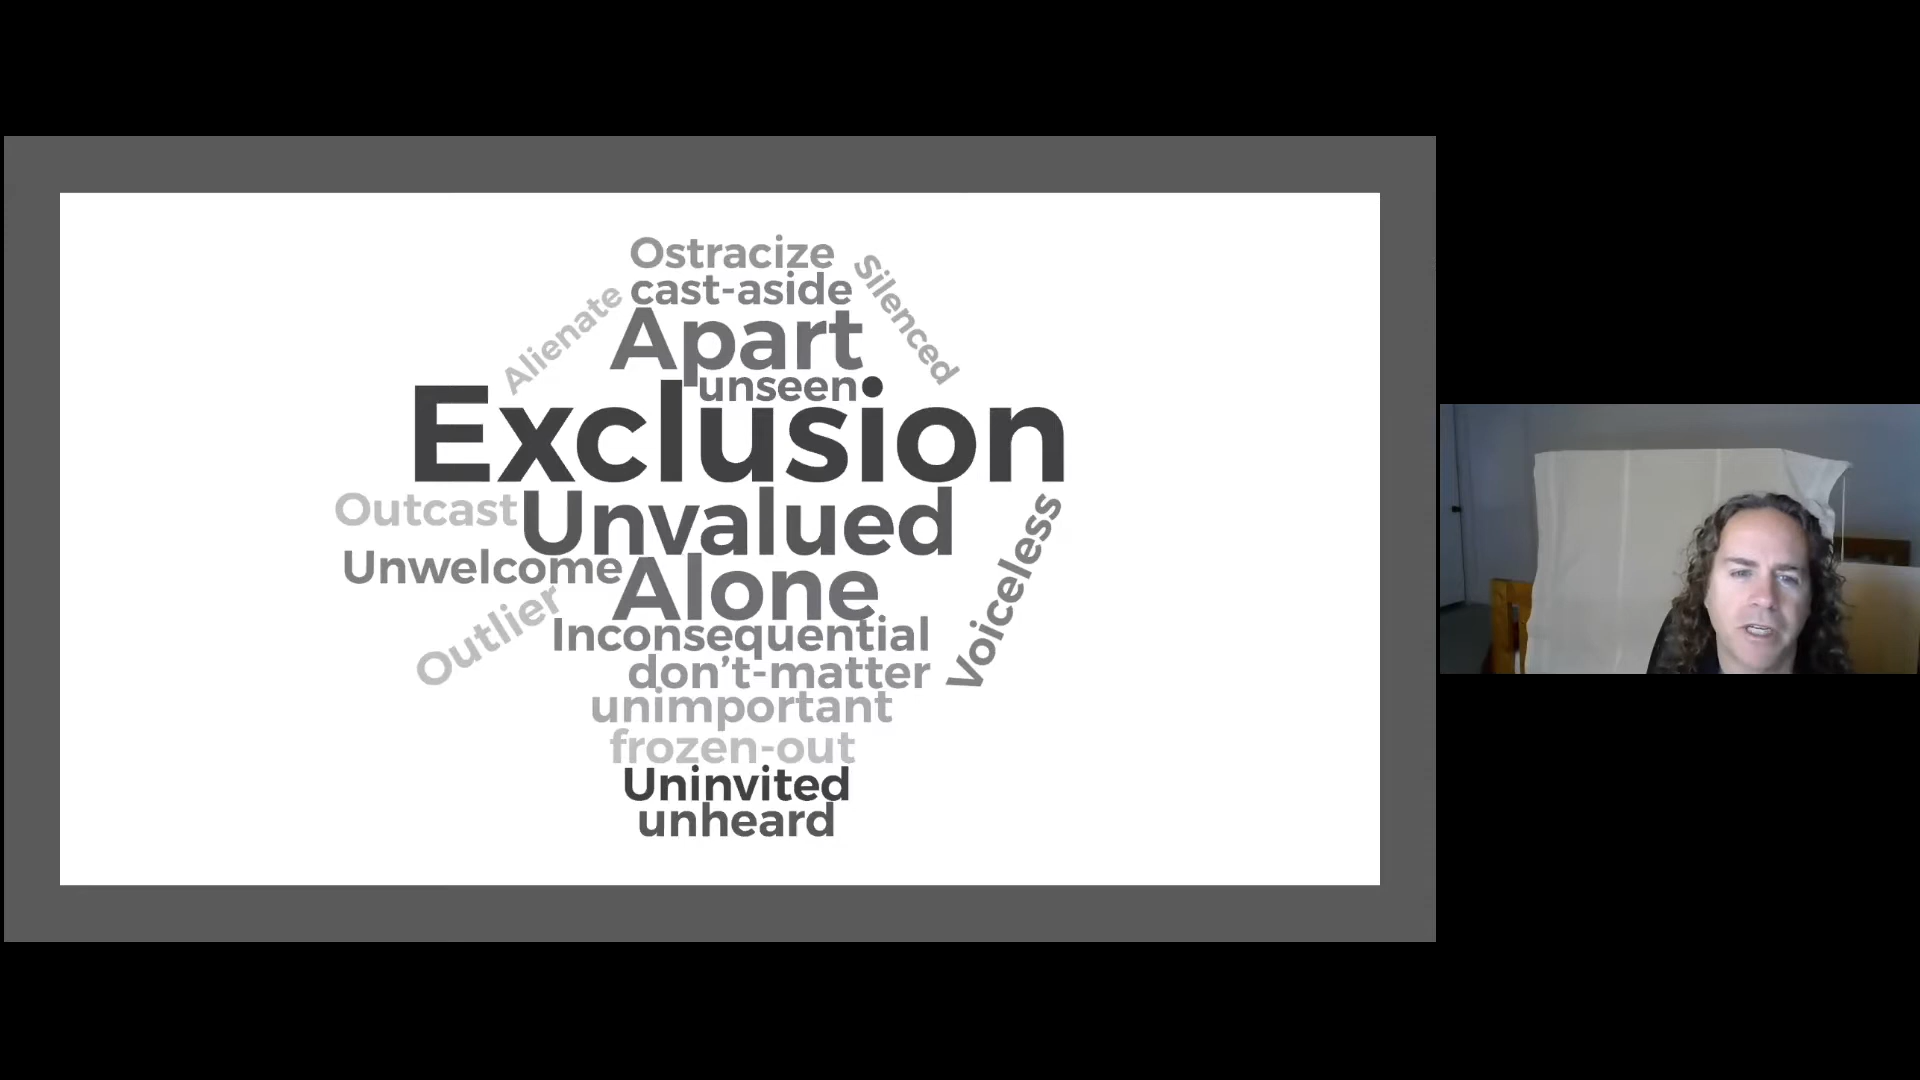 Ostracize
Silenced
cast-aside
Alienate
Apart
unseen
Exclusion
Outcast
Unvalued
Voiceless
Unwelcome
Alone
Outlier
Inconsequential
don’t-matter
unimportant
frozen-out
Uninvited
unheard